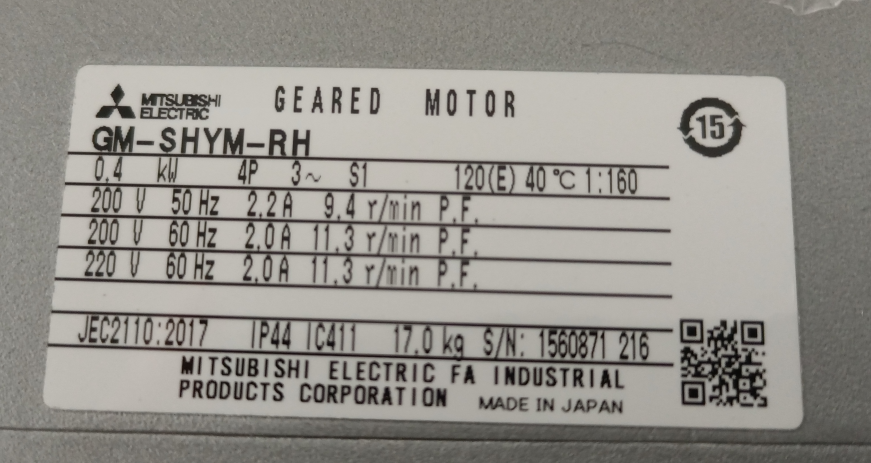 MITSUBISHI ELECTRIC GEARED MOTOR
15
GM-SHYM-RH
0.4 kW 4P 3~ S1 120(E) 40 ℃ 1:160
200 V 50 Hz 2.2 A 9.4 r/min P.F.
200 V 60 Hz 2.0 A 11.3 r/min P.F.
220 V 60 Hz 2.0 A 11.3 r/min P.F.
JEC2110:2017 IP44 IC411 17.0 kg S/N: 1560871 216
MITSUBISHI ELECTRIC FA INDUSTRIAL
PRODUCTS CORPORATION MADE IN JAPAN